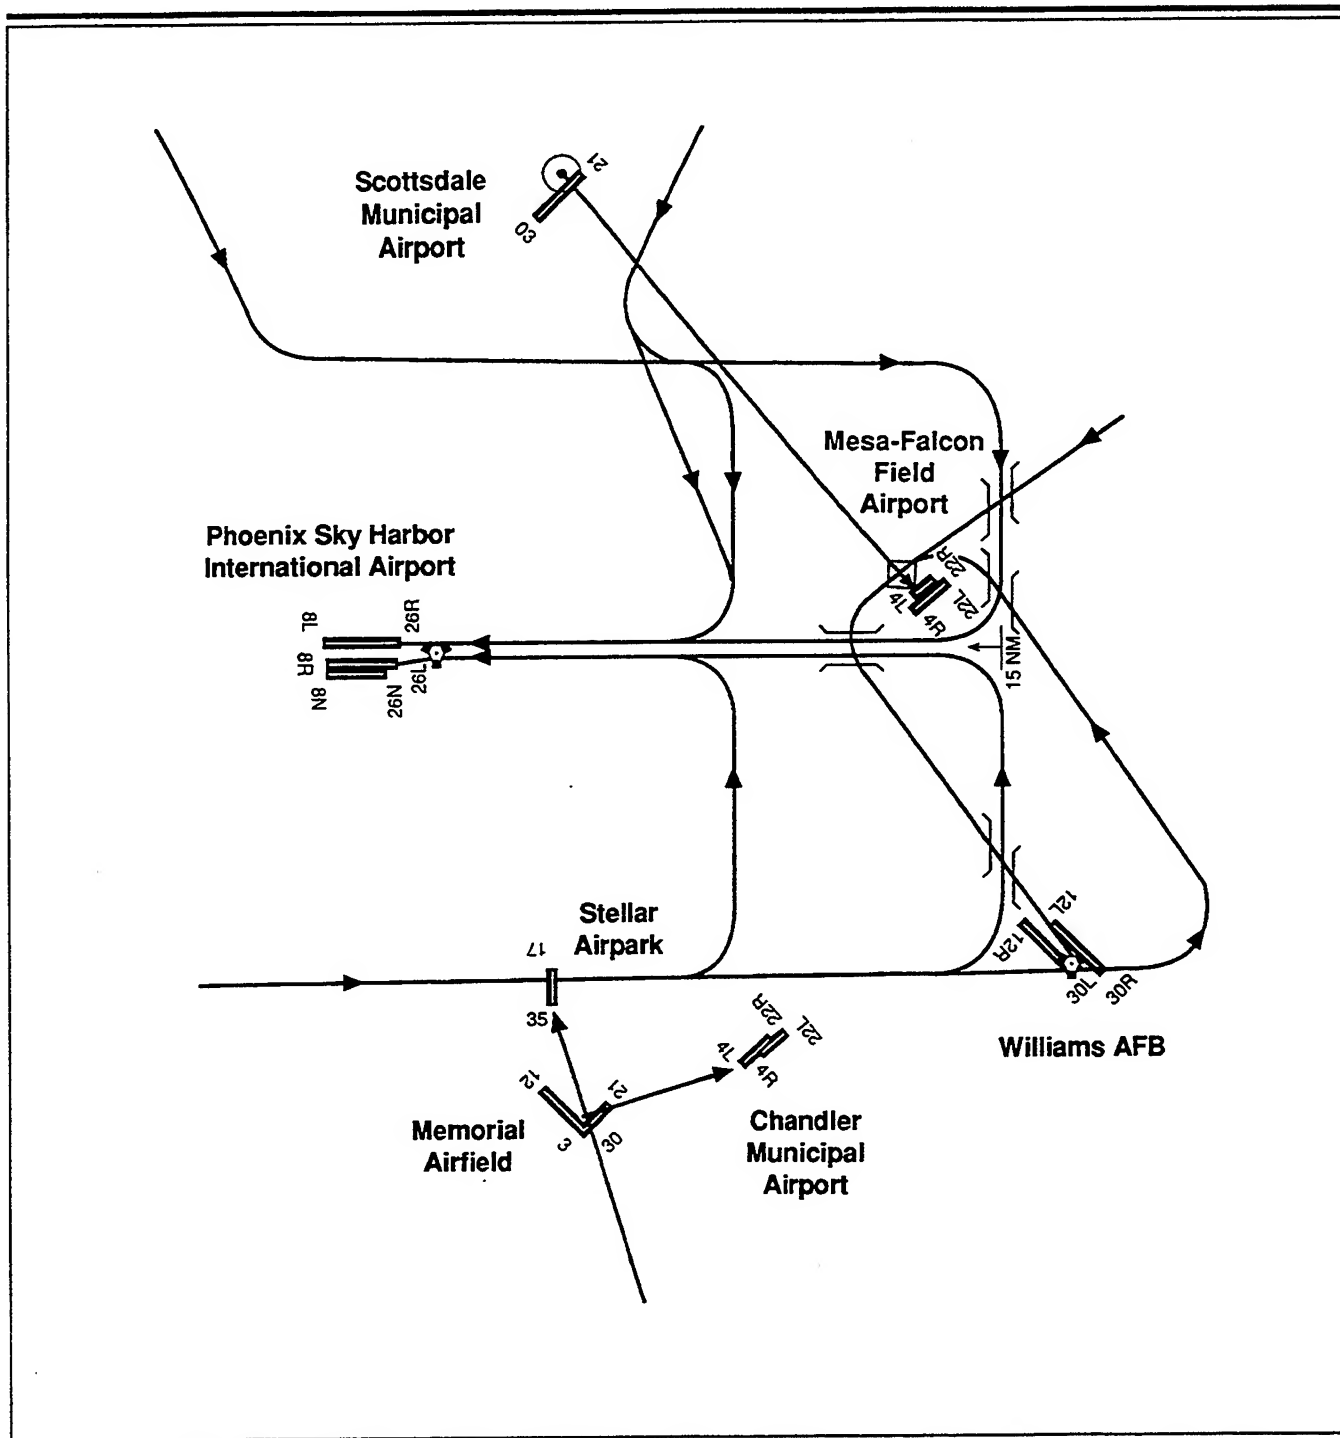 21
Scottsdale
Municipal
Airport
03
Mesa-Falcon
Field
Airport
Phoenix Sky Harbor
International Airport
22R
22L
4L
4R
8L
26R
8R
8N
26N
26L
15 NM
Stellar
Airpark
17
35
12L
12R
30L
30R
Williams AFB
22R
22L
4L
4R
12
21
3
30
Memorial
Airfield
Chandler
Municipal
Airport